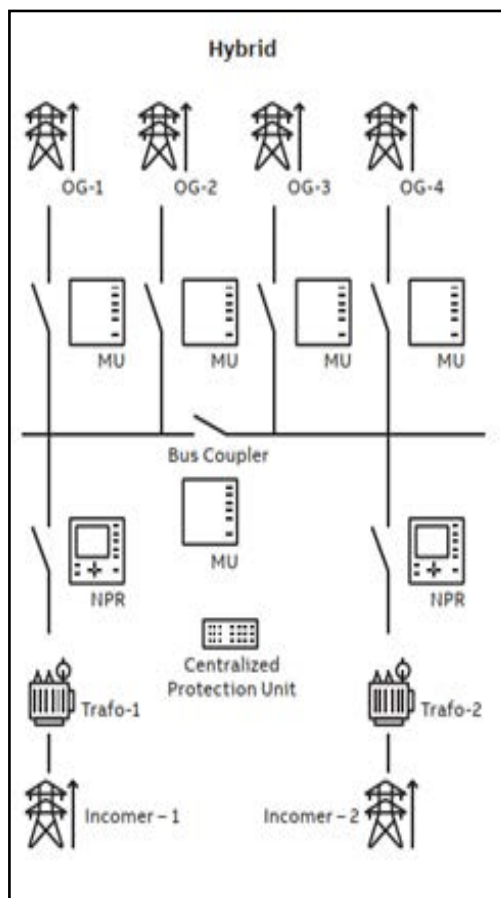 Hybrid
OG-1 OG-2 OG-3 OG-4
MU MU MU MU
Bus Coupler
MU
NPR NPR
Centralized
Protection Unit
Trafo-1 Trafo-2
Incomer – 1 Incomer – 2